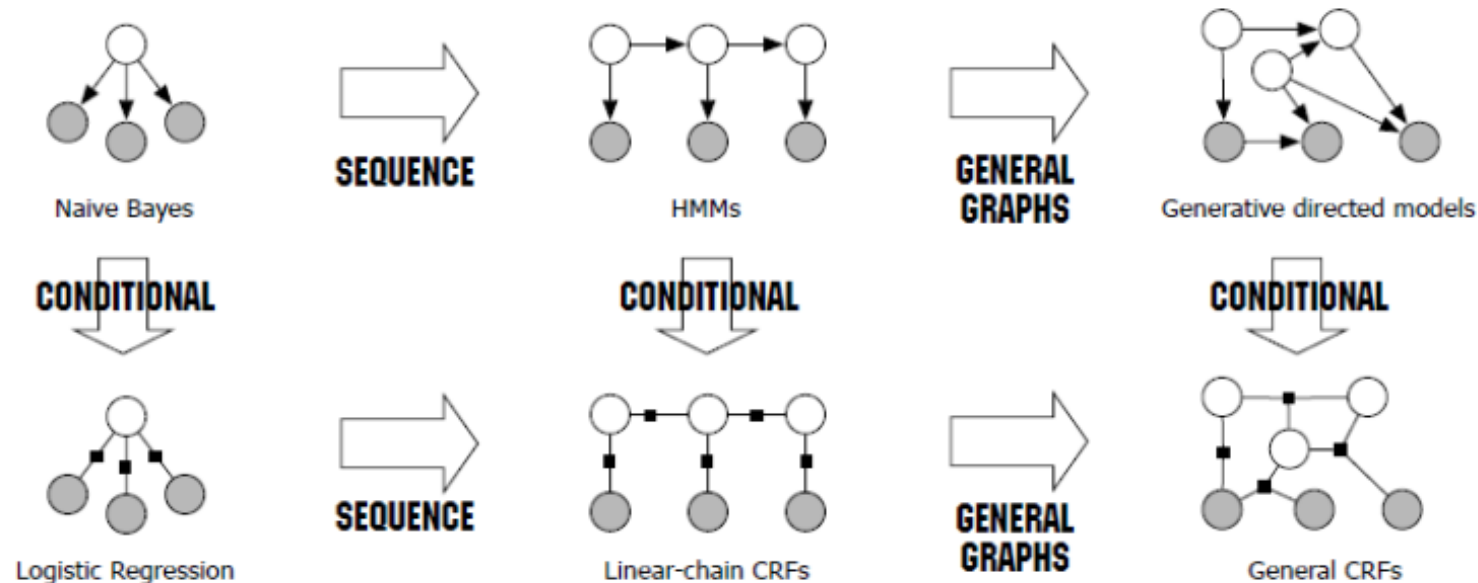 SEQUENCE
GENERAL
GRAPHS
Naive Bayes
HMMs
Generative directed models
CONDITIONAL
CONDITIONAL
CONDITIONAL
SEQUENCE
GENERAL
GRAPHS
Logistic Regression
Linear-chain CRFs
General CRFs